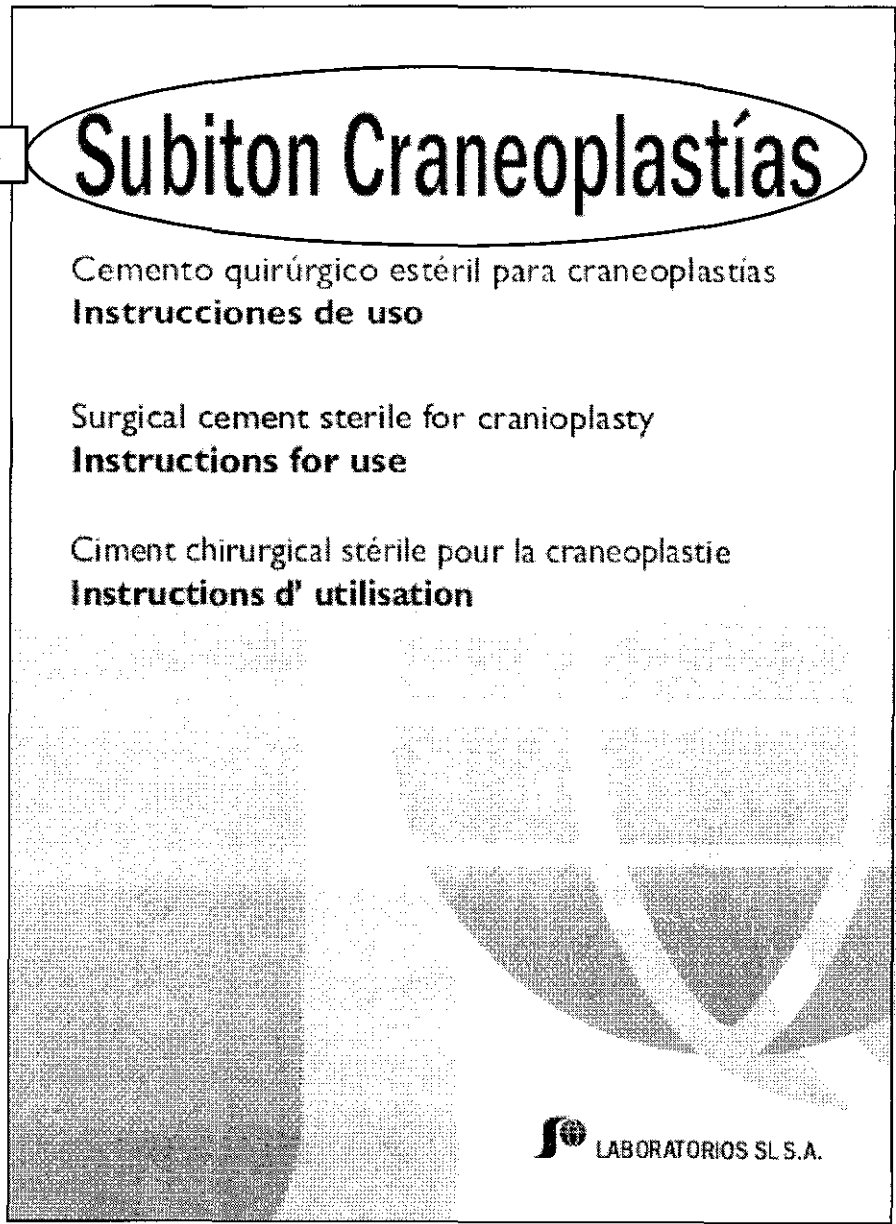 Subiton Craneoplastías
Cemento quirúrgico estéril para craneoplastías
Instrucciones de uso
Surgical cement sterile for cranioplasty
Instructions for use
Ciment chirurgical stérile pour la craneoplastie
Instructions d' utilisation
LABORATORIOS SL S.A.